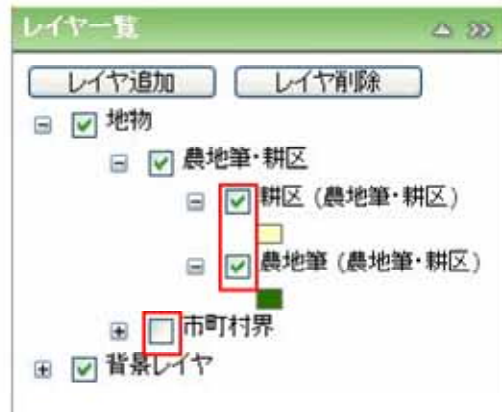 レイヤ一覧
レイヤ追加 レイヤ削除
地物
農地筆・耕区
耕区 (農地筆・耕区)
農地筆 (農地筆・耕区)
市町村界
背景レイヤ